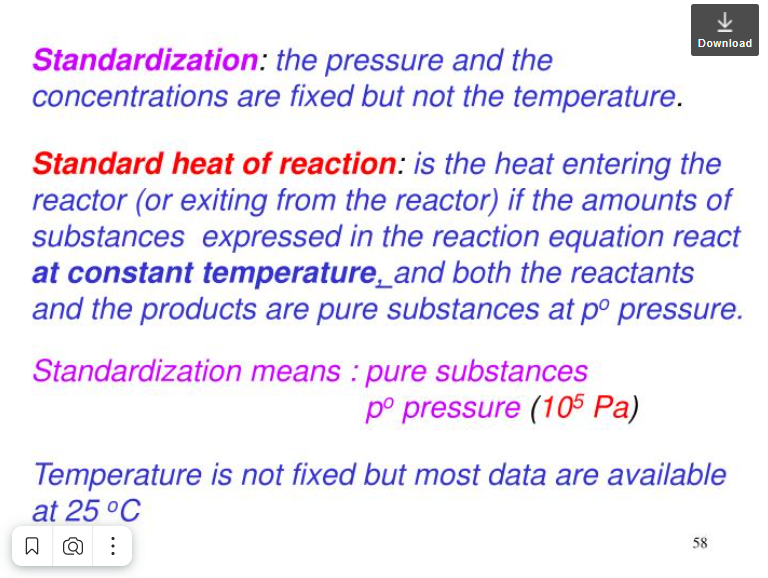 Download
Standardization: the pressure and the
concentrations are fixed but not the temperature.
Standard heat of reaction: is the heat entering the
reactor (or exiting from the reactor) if the amounts of
substances expressed in the reaction equation react
at constant temperature, and both the reactants
and the products are pure substances at pº pressure.
Standardization means : pure substances
pº pressure (10⁵ Pa)
Temperature is not fixed but most data are available
at 25 ºC
58